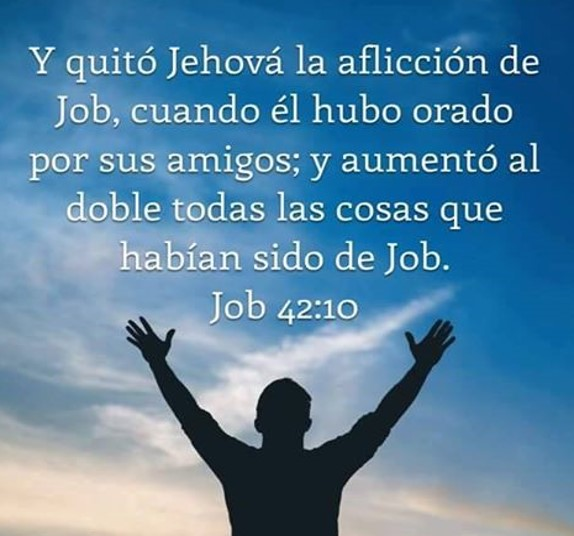 Y quitó Jehová la aflicción de
Job, cuando él hubo orado
por sus amigos; y aumentó al
doble todas las cosas que
habían sido de Job.
Job 42:10